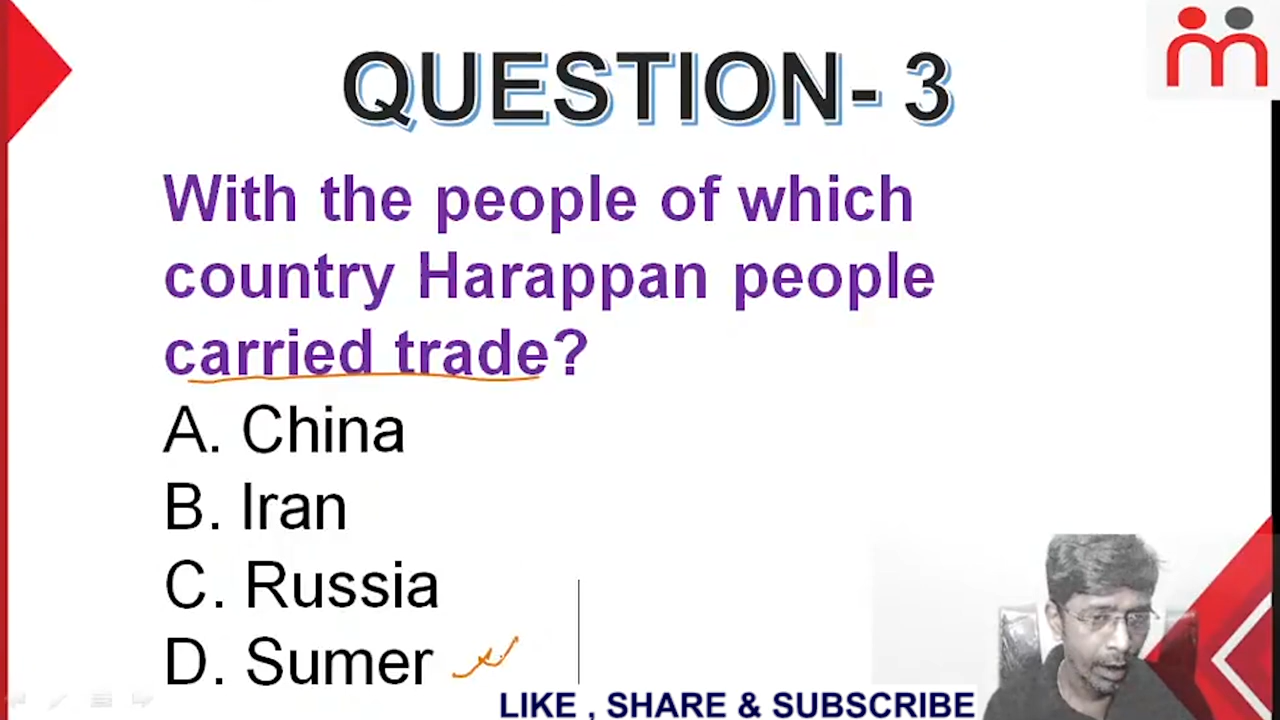 QUESTION- 3
With the people of which
country Harappan people
carried trade?
A. China
B. Iran
C. Russia
D. Sumer
LIKE , SHARE & SUBSCRIBE